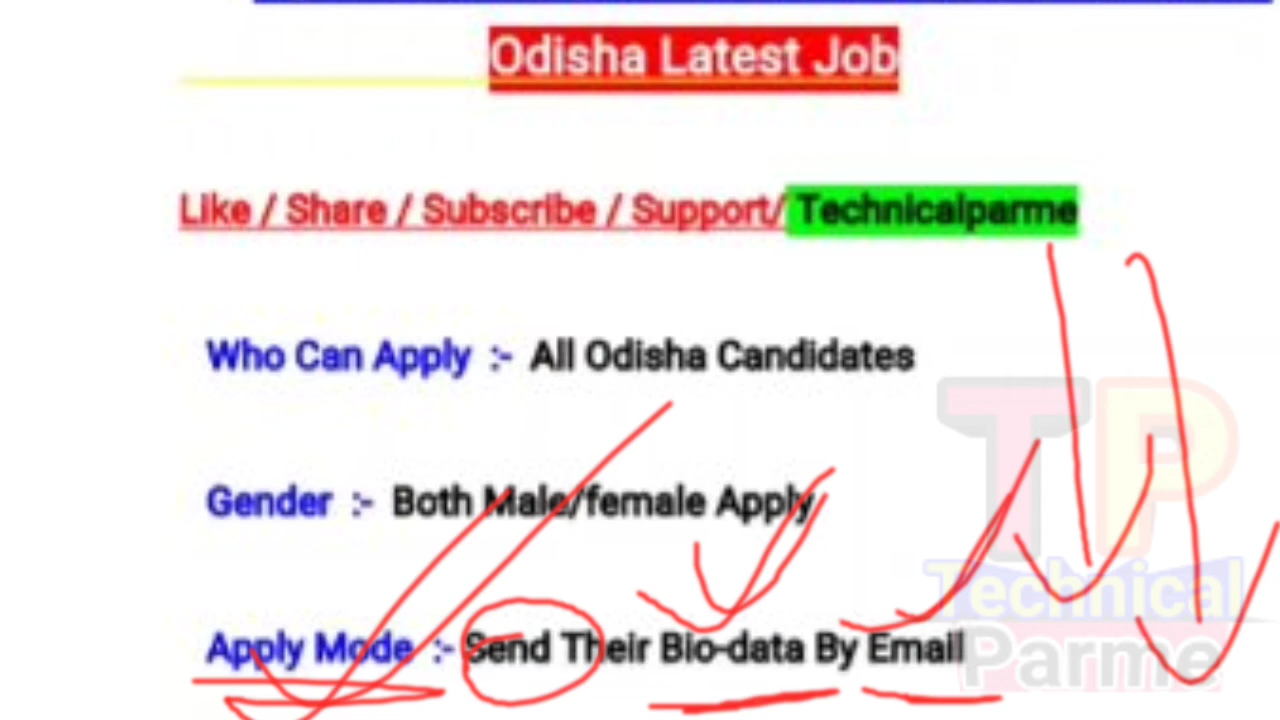 Odisha Latest Job
Like / Share / Subscribe / Support/ Technicalparme
Who Can Apply :- All Odisha Candidates
Gender :- Both Male/female Apply
Apply Mode :- Send Their Bio-data By Email
TP
Technical
Parme